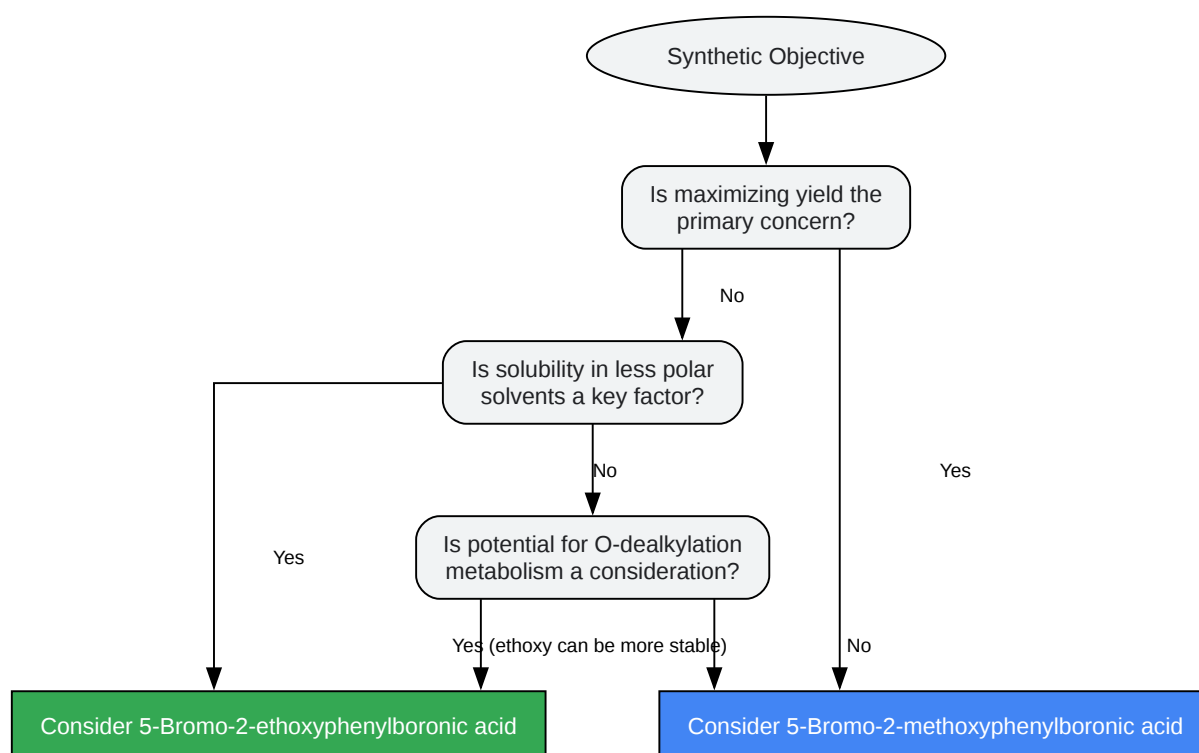 Synthetic Objective
Is maximizing yield the
primary concern?
No
Is solubility in less polar
solvents a key factor?
No
Yes
Yes
Is potential for O-dealkylation
metabolism a consideration?
Yes (ethoxy can be more stable)
No
Consider 5-Bromo-2-ethoxyphenylboronic acid
Consider 5-Bromo-2-methoxyphenylboronic acid